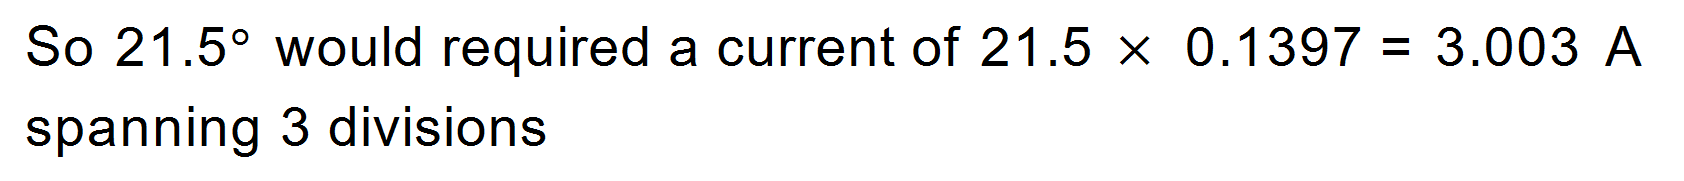 So 21.5° would required a current of 21.5 × 0.1397 = 3.003 A
spanning 3 divisions